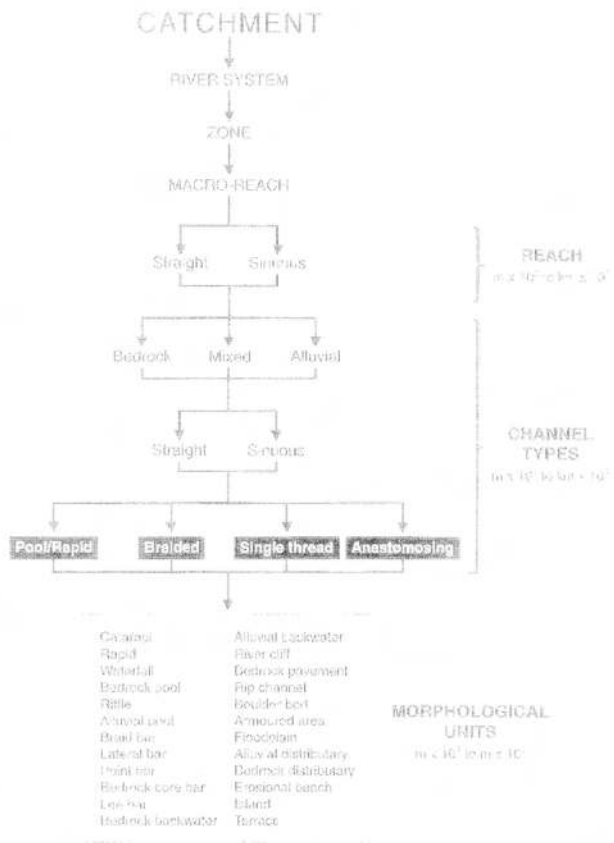 CATCHMENT
RIVER SYSTEM
ZONE
MACRO-REACH
Straight Sinuous
REACH
Bedrock Mixed Alluvial
Straight Sinuous
CHANNEL
TYPES
Pool/Rapid Braided Single thread Anastomosing
Cataract Alluvial backwater
Rapid River cliff
Waterfall Bedrock pavement
Bedrock pool Rip channel
Riffle Boulder bed
Alluvial pool Armoured area
Braid bar Floodplain
Lateral bar Alluvial distributary
Point bar Bedrock distributary
Bedrock core bar Erosional bench
Lee bar Island
Bedrock backwater Terrace
MORPHOLOGICAL
UNITS